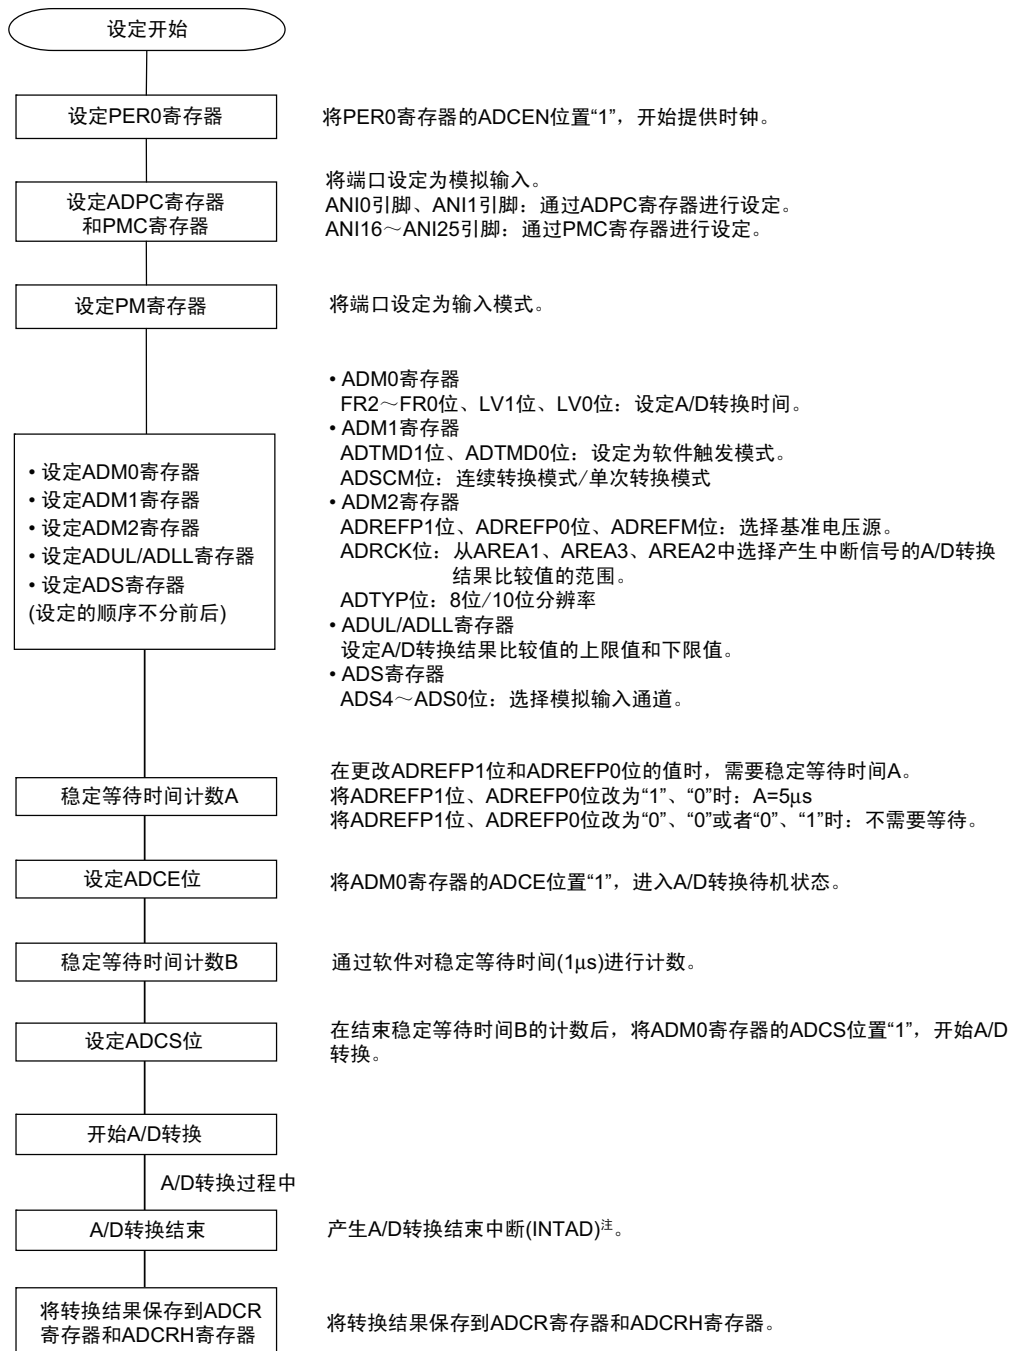 设定开始
设定PER0寄存器
将PER0寄存器的ADCEN位置“1”，开始提供时钟。
设定ADPC寄存器
和PMC寄存器
将端口设定为模拟输入。
ANI0引脚、ANI1引脚：通过ADPC寄存器进行设定。
ANI16～ANI25引脚：通过PMC寄存器进行设定。
设定PM寄存器
将端口设定为输入模式。
• 设定ADM0寄存器
• 设定ADM1寄存器
• 设定ADM2寄存器
• 设定ADUL/ADLL寄存器
• 设定ADS寄存器
(设定的顺序不分前后)
• ADM0寄存器
FR2～FR0位、LV1位、LV0位：设定A/D转换时间。
• ADM1寄存器
ADTMD1位、ADTMD0位：设定为软件触发模式。
ADSCM位：连续转换模式/单次转换模式
• ADM2寄存器
ADREFP1位、ADREFP0位、ADREFM位：选择基准电压源。
ADRCK位：从AREA1、AREA3、AREA2中选择产生中断信号的A/D转换
结果比较值的范围。
ADTYP位：8位/10位分辨率
• ADUL/ADLL寄存器
设定A/D转换结果比较值的上限值和下限值。
• ADS寄存器
ADS4～ADS0位：选择模拟输入通道。
稳定等待时间计数A
在更改ADREFP1位和ADREFP0位的值时，需要稳定等待时间A。
将ADREFP1位、ADREFP0位改为“1”、“0”时：A=5μs
将ADREFP1位、ADREFP0位改为“0”、“0”或者“0”、“1”时：不需要等待。
设定ADCE位
将ADM0寄存器的ADCE位置“1”，进入A/D转换待机状态。
稳定等待时间计数B
通过软件对稳定等待时间(1μs)进行计数。
设定ADCS位
在结束稳定等待时间B的计数后，将ADM0寄存器的ADCS位置“1”，开始A/D
转换。
开始A/D转换
A/D转换过程中
A/D转换结束
产生A/D转换结束中断(INTAD)注。
将转换结果保存到ADCR
寄存器和ADCRH寄存器
将转换结果保存到ADCR寄存器和ADCRH寄存器。